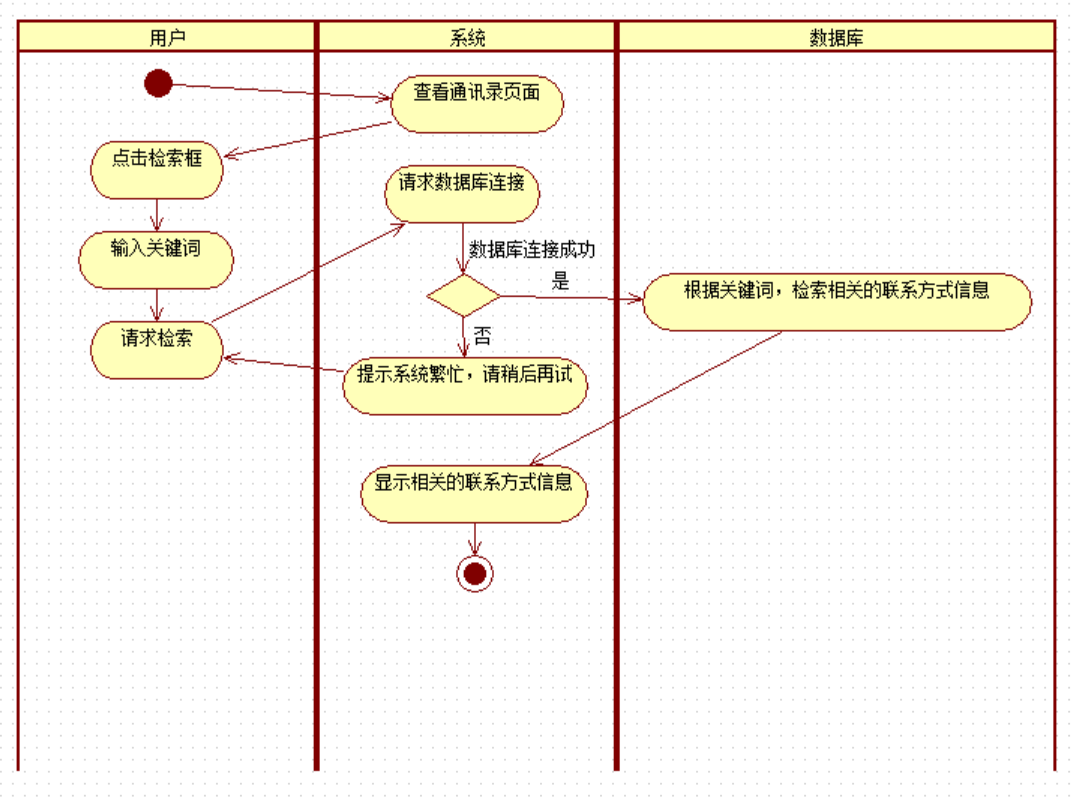 用户
系统
数据库
查看通讯录页面
点击检索框
请求数据库连接
输入关键词
数据库连接成功
是
根据关键词，检索相关的联系方式信息
请求检索
否
提示系统繁忙，请稍后再试
显示相关的联系方式信息